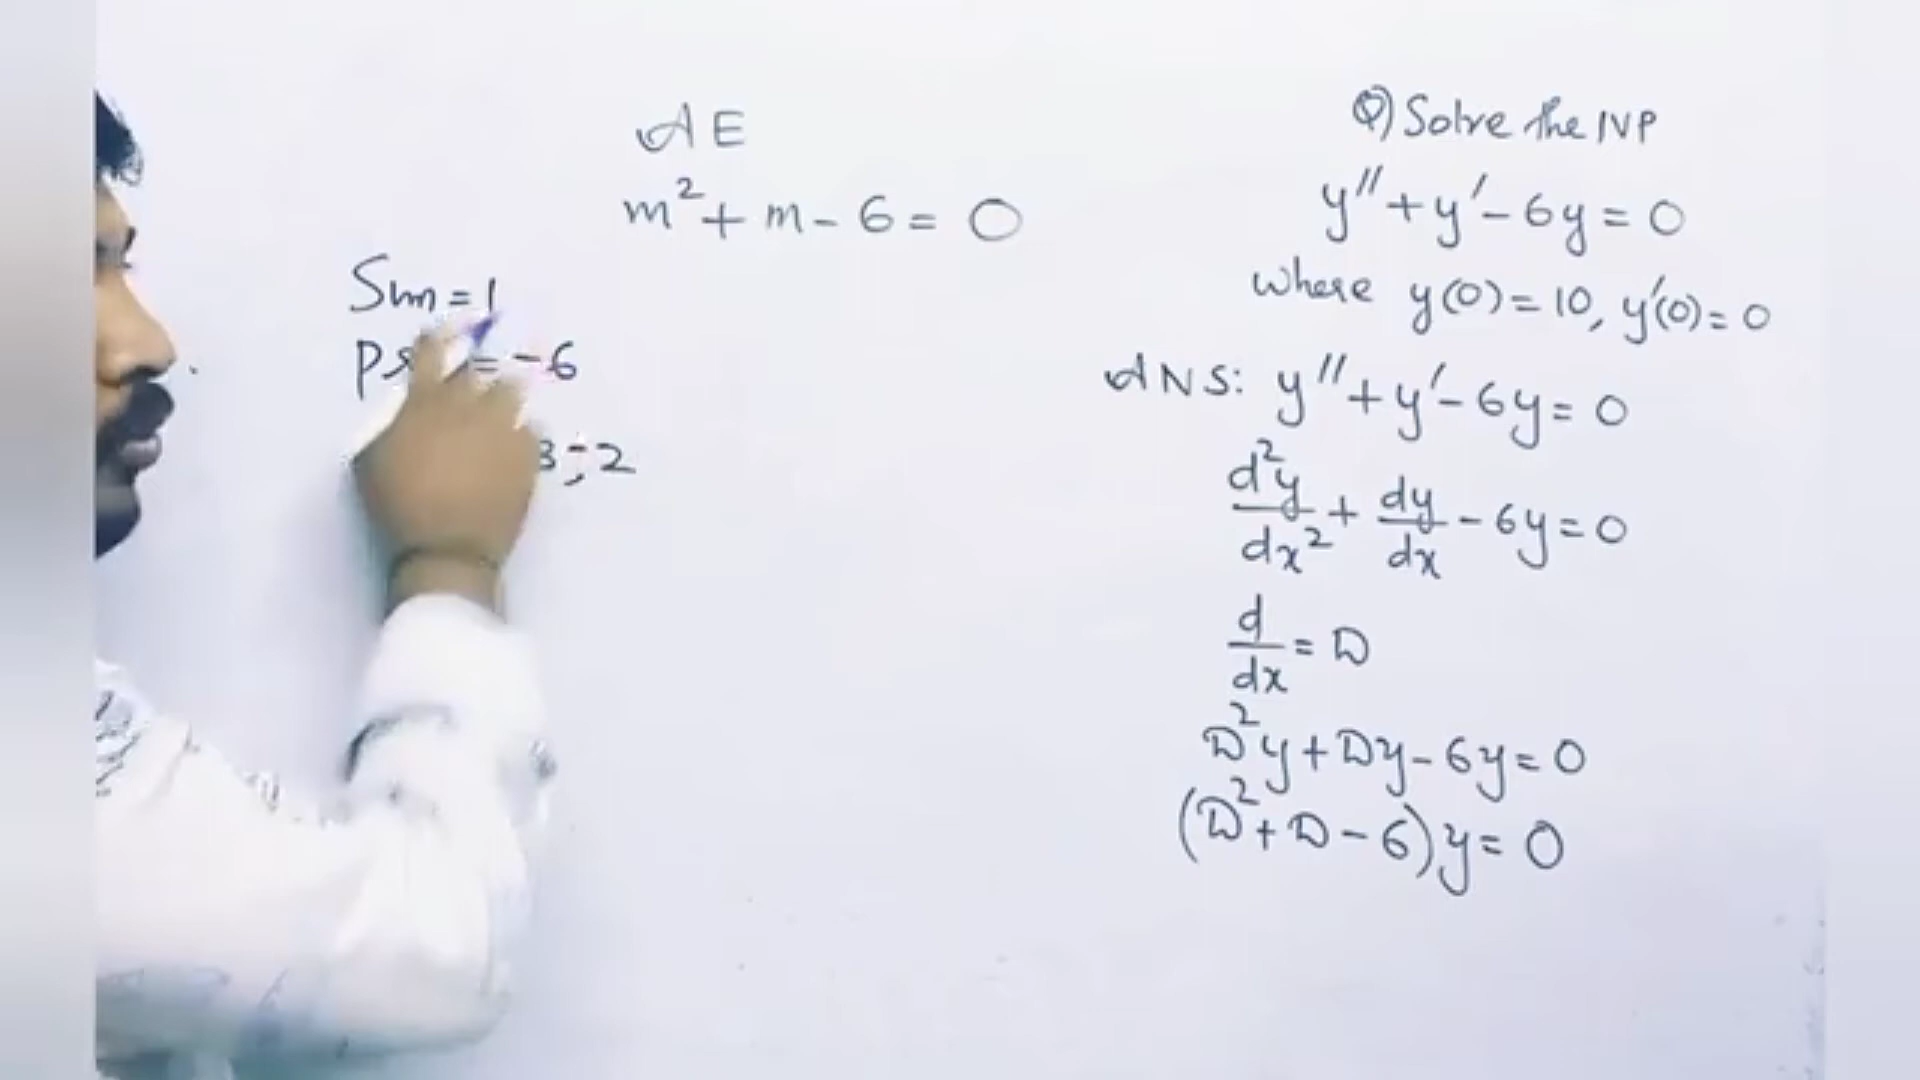 AE
m²+m-6=0
Sum=1
= -6
3,-2
Q) Solve the IVP
y''+y'-6y=0
where y(0)=10, y'(0)=0
ANS: y''+y'-6y=0
d²y/dx² + dy/dx - 6y=0
d/dx = D
D²y+Dy-6y=0
(D²+D-6)y=0